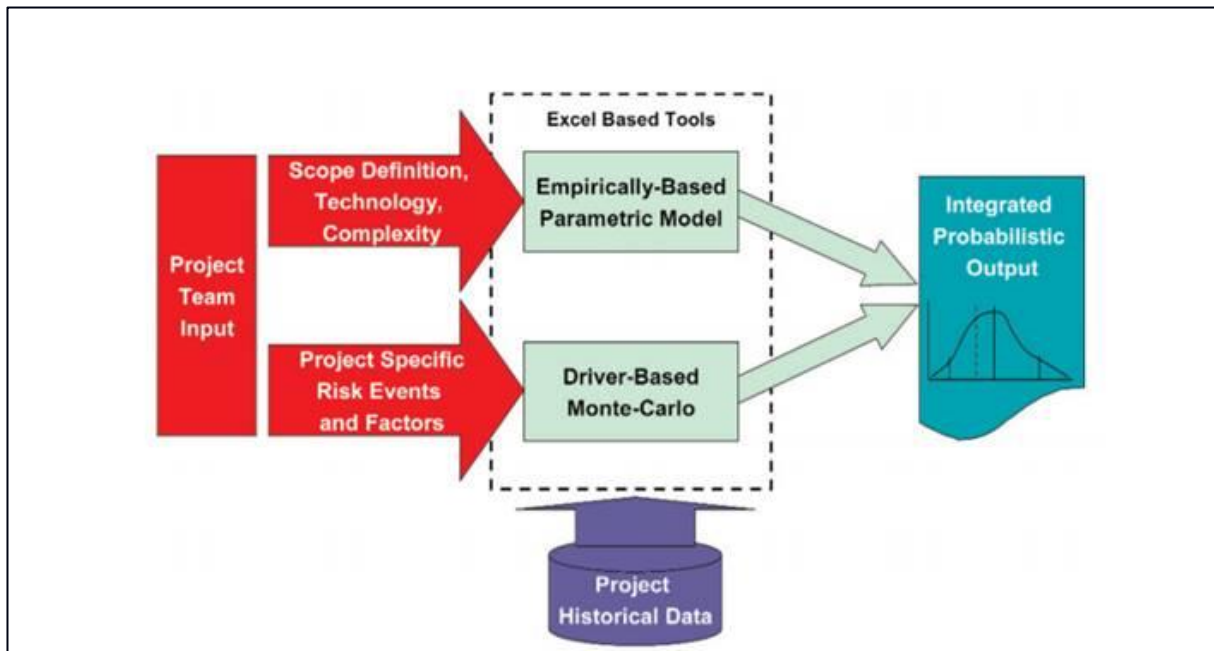 Excel Based Tools
Project
Team
Input
Scope Definition,
Technology,
Complexity
Empirically-Based
Parametric Model
Integrated
Probabilistic
Output
Project Specific
Risk Events
and Factors
Driver-Based
Monte-Carlo
Project
Historical Data